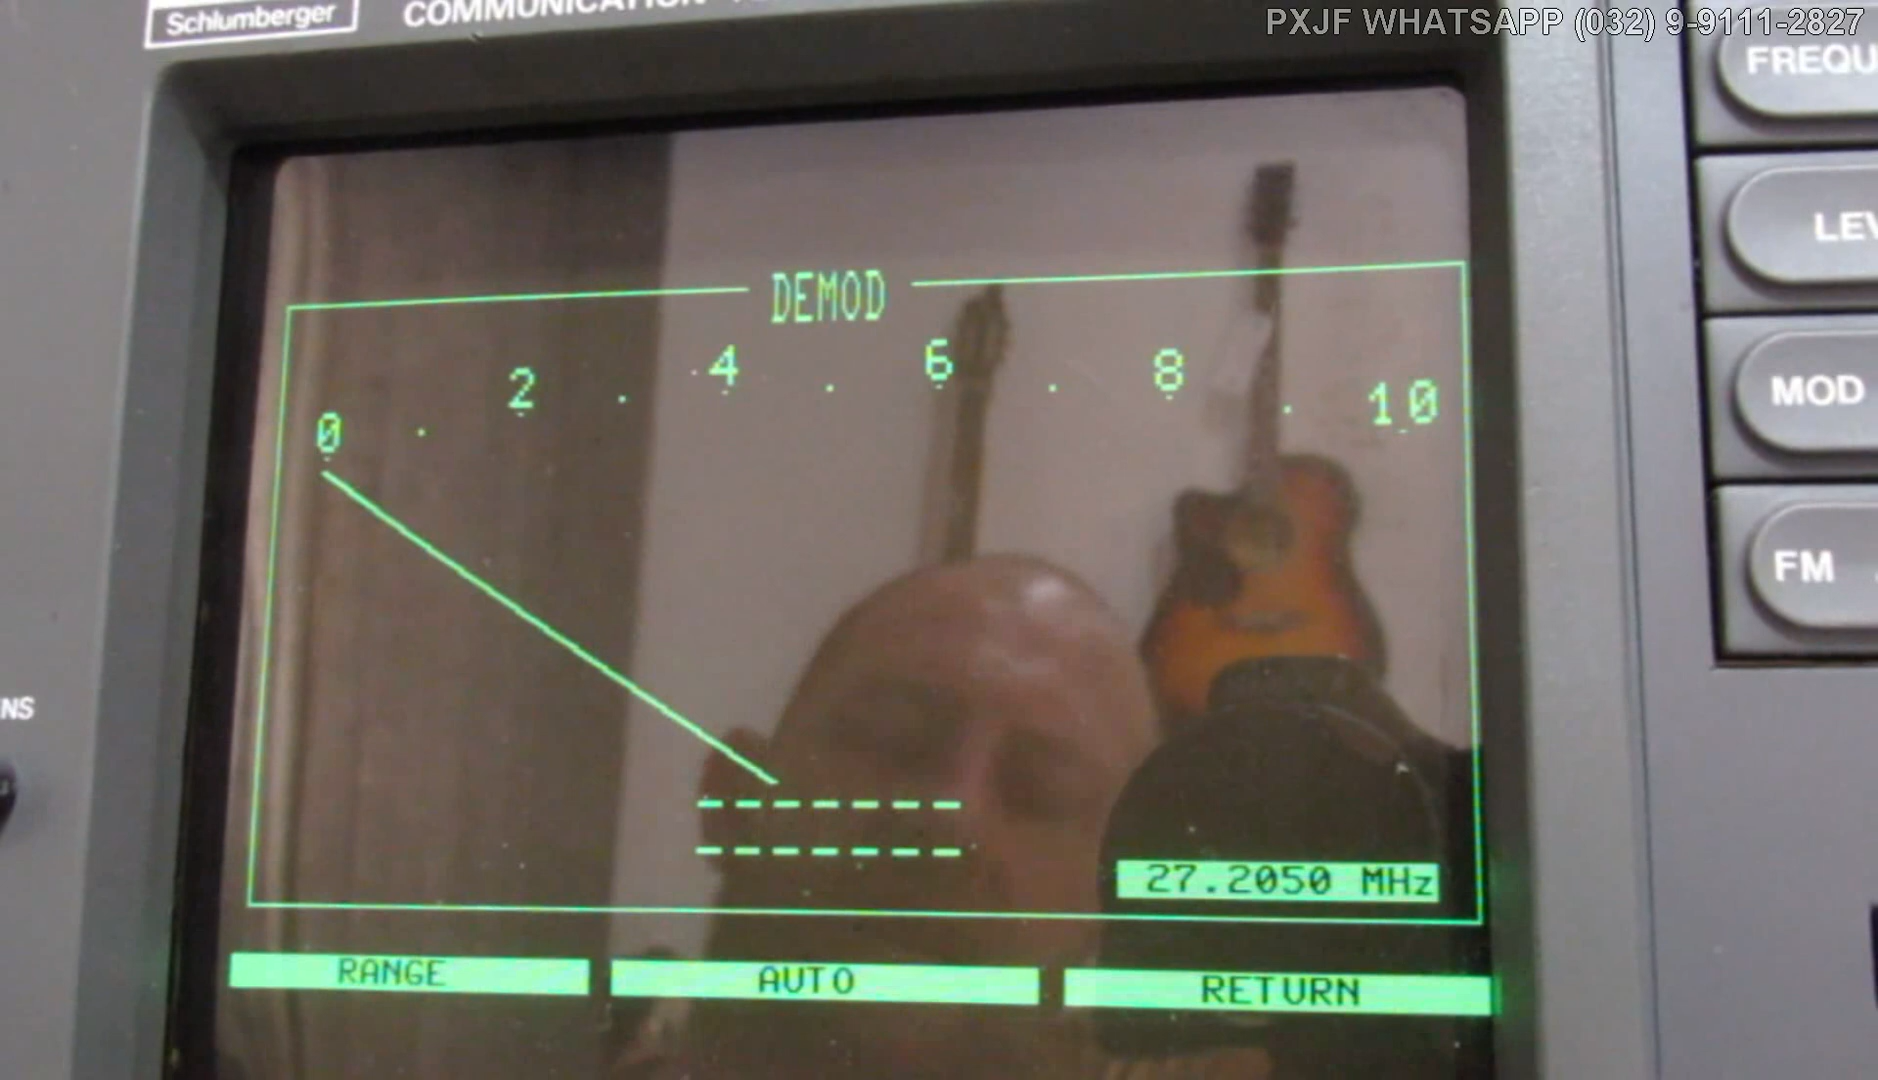 PXJF WHATSAPP (032) 9-9111-2827
Schlumberger
COMMUNICATION
DEMOD
0 2 4 6 8 10
27.2050 MHz
RANGE AUTO RETURN
MOD
FM